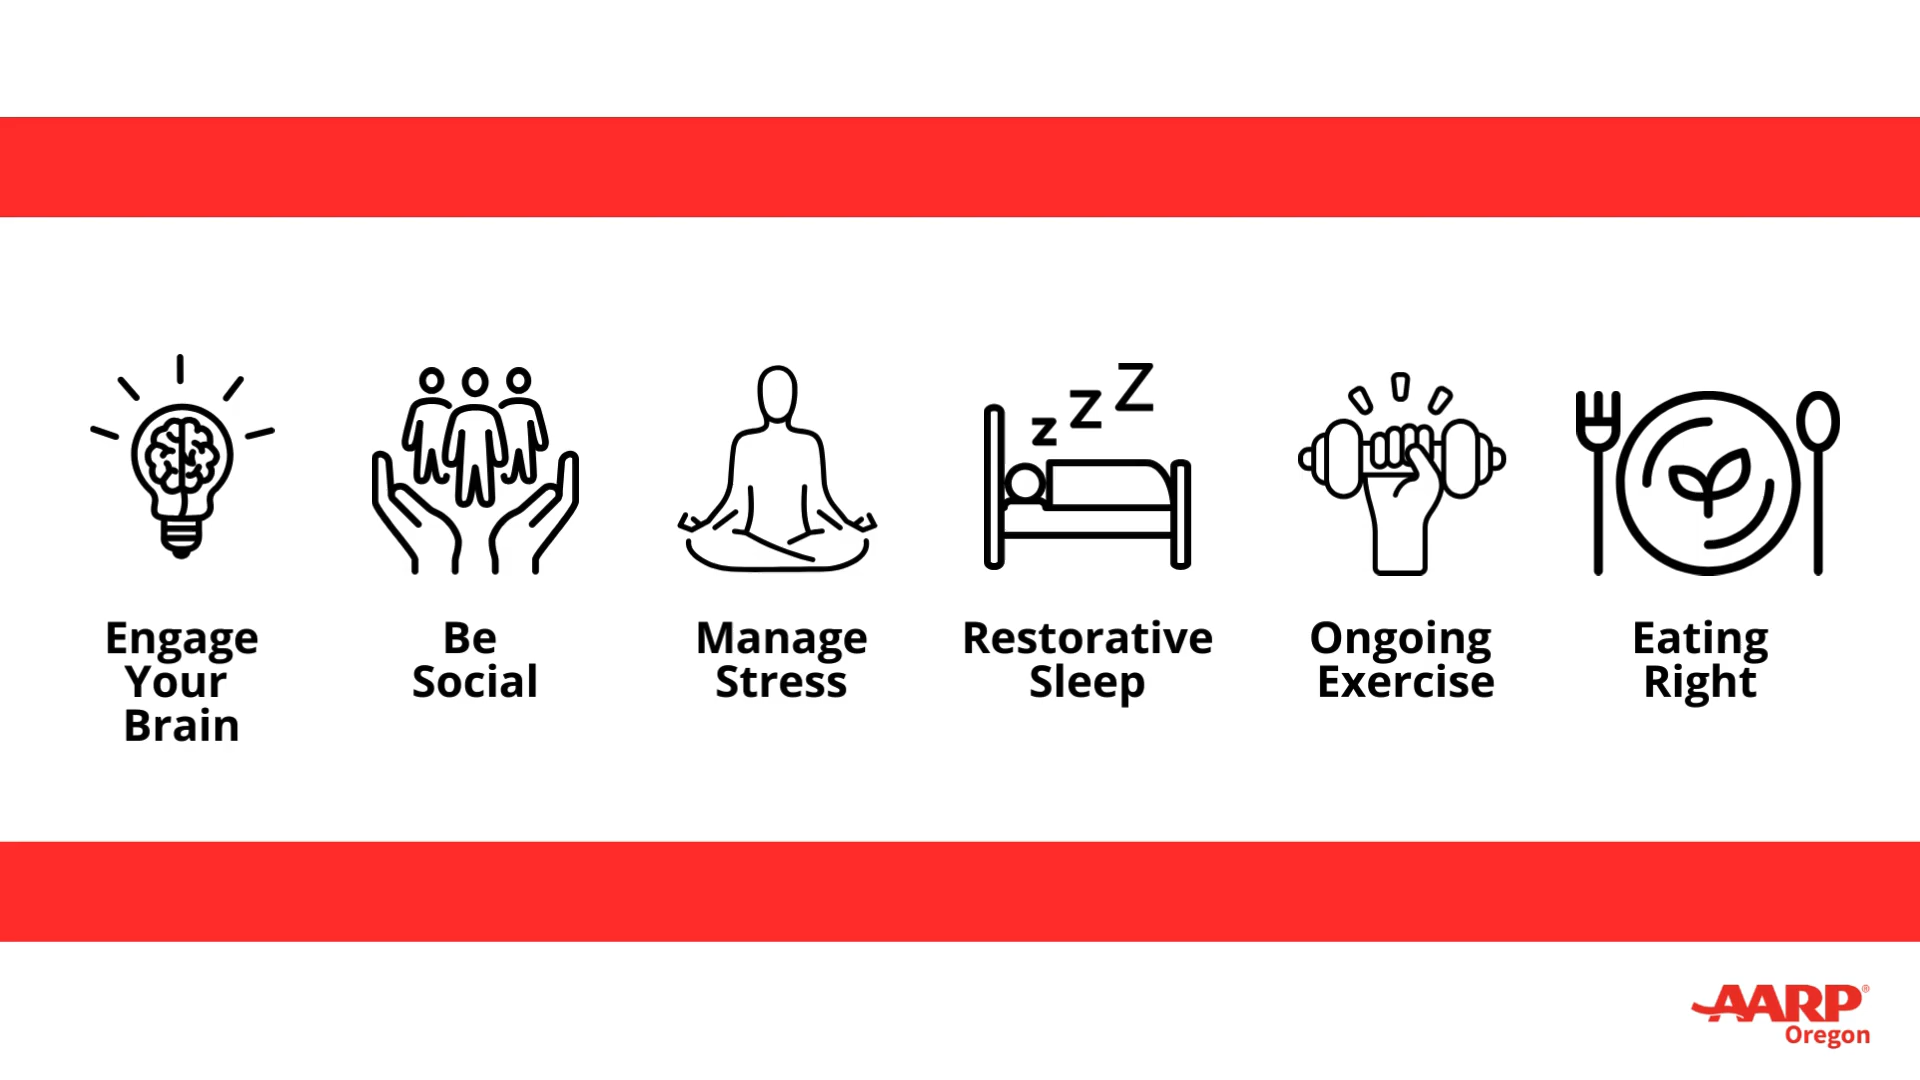 z z Z
Engage
Your
Brain
Be
Social
Manage
Stress
Restorative
Sleep
Ongoing
Exercise
Eating
Right
AARP®
Oregon